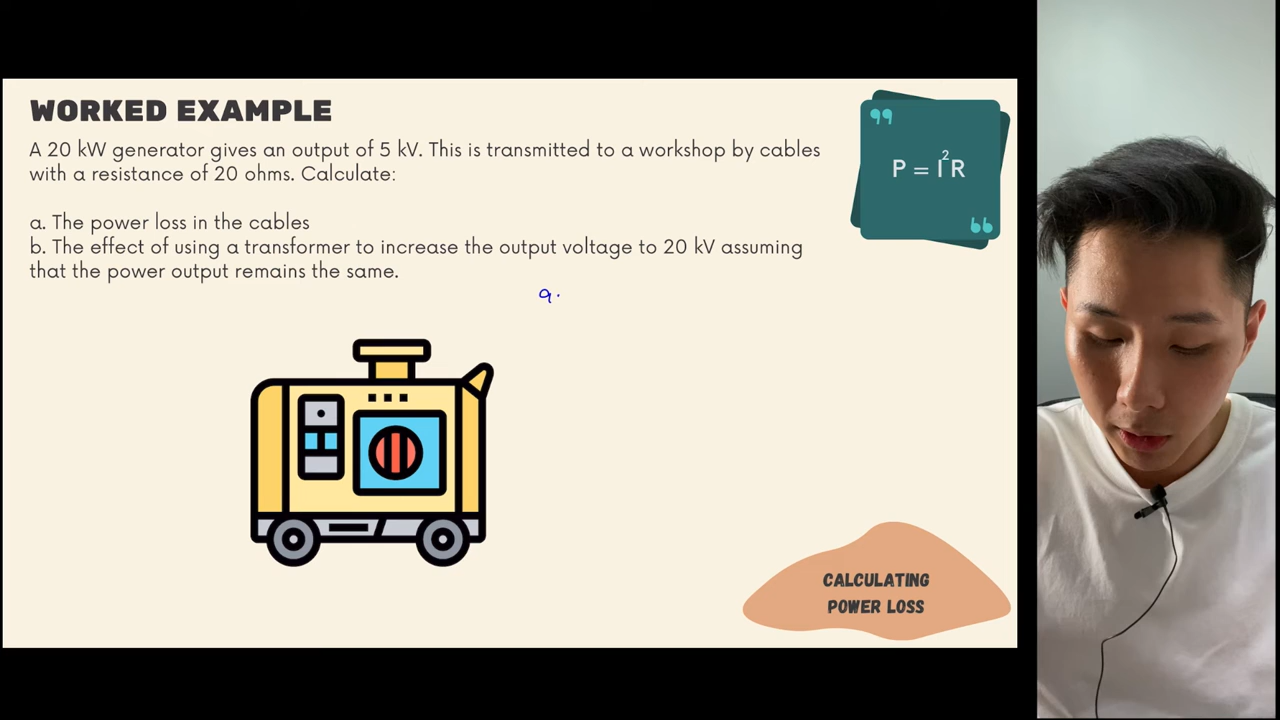 WORKED EXAMPLE
A 20 kW generator gives an output of 5 kV. This is transmitted to a workshop by cables
with a resistance of 20 ohms. Calculate:
a. The power loss in the cables
b. The effect of using a transformer to increase the output voltage to 20 kV assuming
that the power output remains the same.
a.
P = I²R
CALCULATING
POWER LOSS